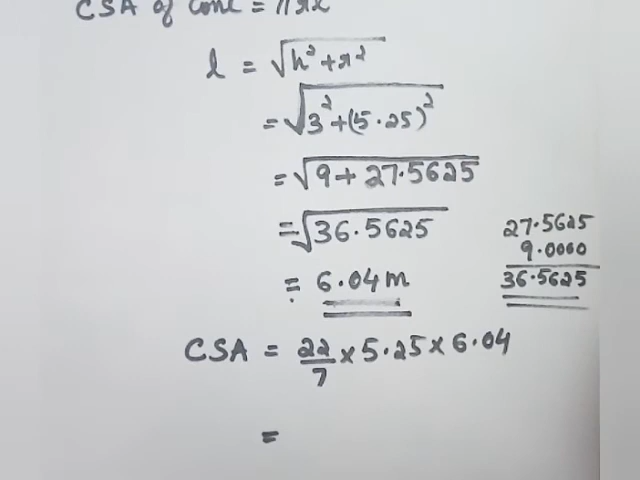 CSA of cone = πrl
l = √h²+r²
= √3²+(5.25)²
= √9+27.5625
= √36.5625
= 6.04m
27.5625
9.0000
36.5625
CSA = 22/7 × 5.25 × 6.04
=